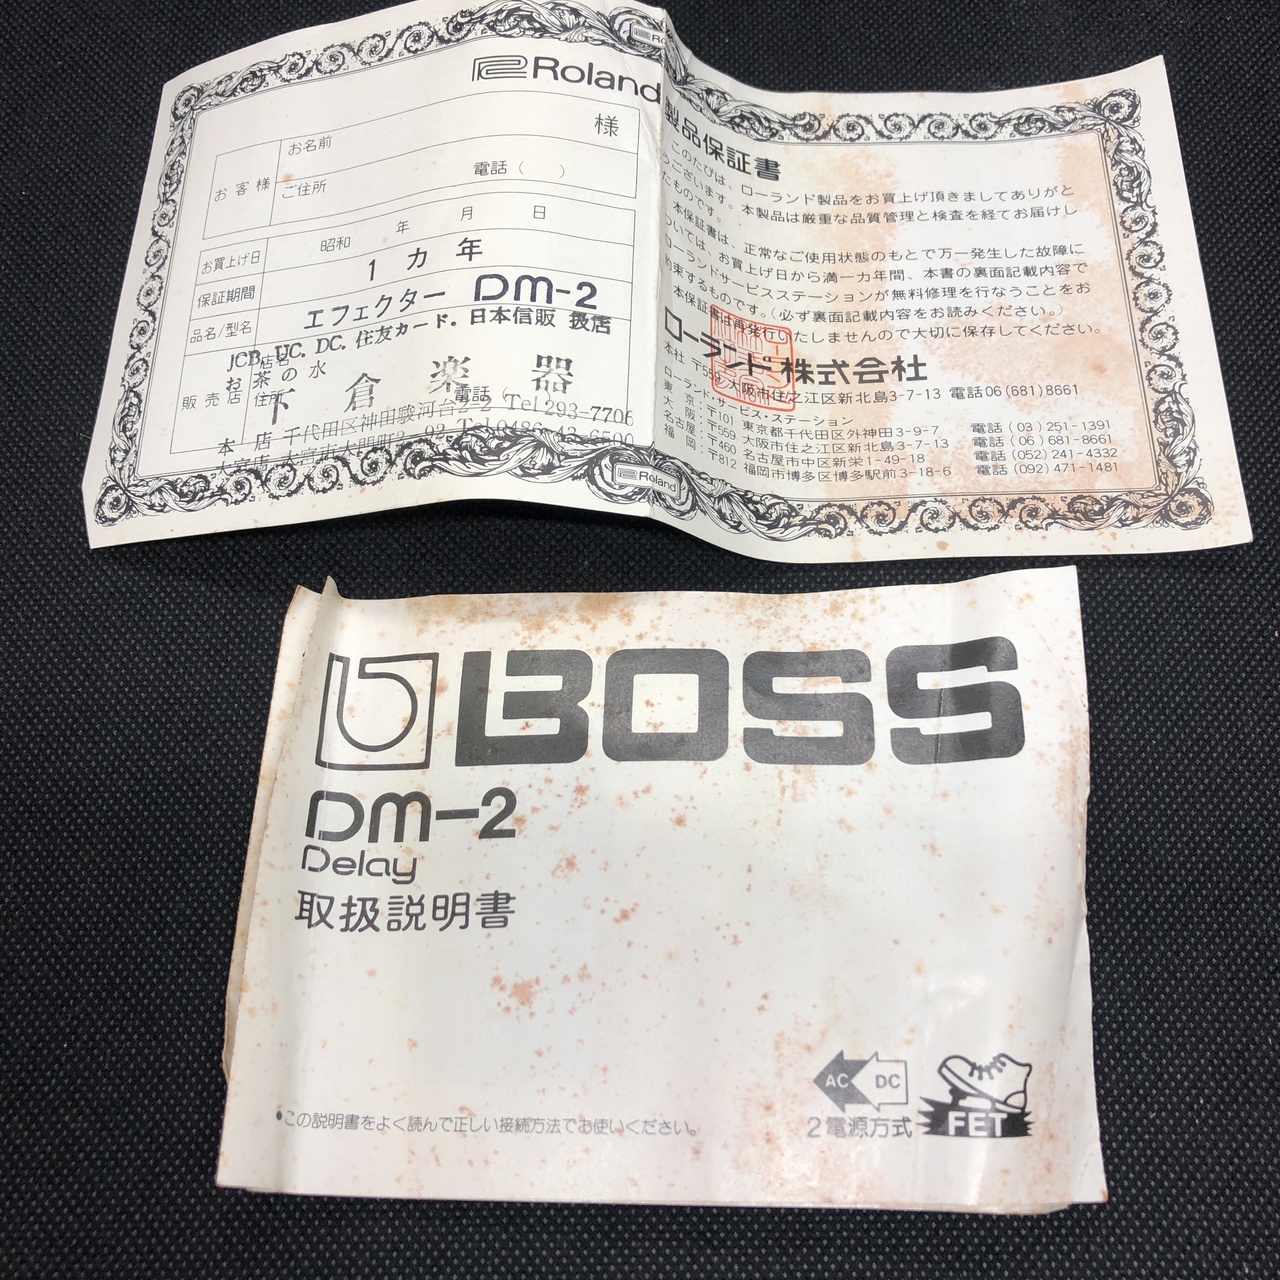 Roland
お客様
お名前
様
ご住所
電話（　）
お買上げ日
昭和　年　月　日
保証期間
1カ年
品名/型名
エフェクター DM-2
販売店
店名
住所
電話（
JCB. UC. DC. 住友カード. 日本信販 扱店
お茶の水
下倉楽器
本店 千代田区神田駿河台2-2 Tel 293-7706
Roland
製品保証書
このたびは、ローランド製品をお買上げ頂きましてありがと
うございます。本製品は厳重な品質管理と検査を経てお届けし
たものです。
本保証書は、正常なご使用状態のもとで万一発生した故障に
ついては、お買上げ日から満一カ年間、本書の裏面記載内容で
ローランドサービスステーションが無料修理を行なうことをお
約束するものです。（必ず裏面記載内容をお読みください。）
本保証書は再発行いたしませんので大切に保存してください。
ローランド株式会社
本社 〒559 大阪市住之江区新北島3-7-13 電話06(681)8661
ローランド・サービス・ステーション
東京：〒101 東京都千代田区外神田3-9-7 電話(03)251-1391
大阪：〒559 大阪市住之江区新北島3-7-13 電話(06)681-8661
名古屋：〒460 名古屋市中区新栄1-49-18 電話(052)241-4332
福岡：〒812 福岡市博多区博多駅前3-18-6 電話(092)471-1481
BOSS
DM-2
Delay
取扱説明書
●この説明書をよく読んで正しい接続方法でお使いください。
AC DC
2電源方式
FET